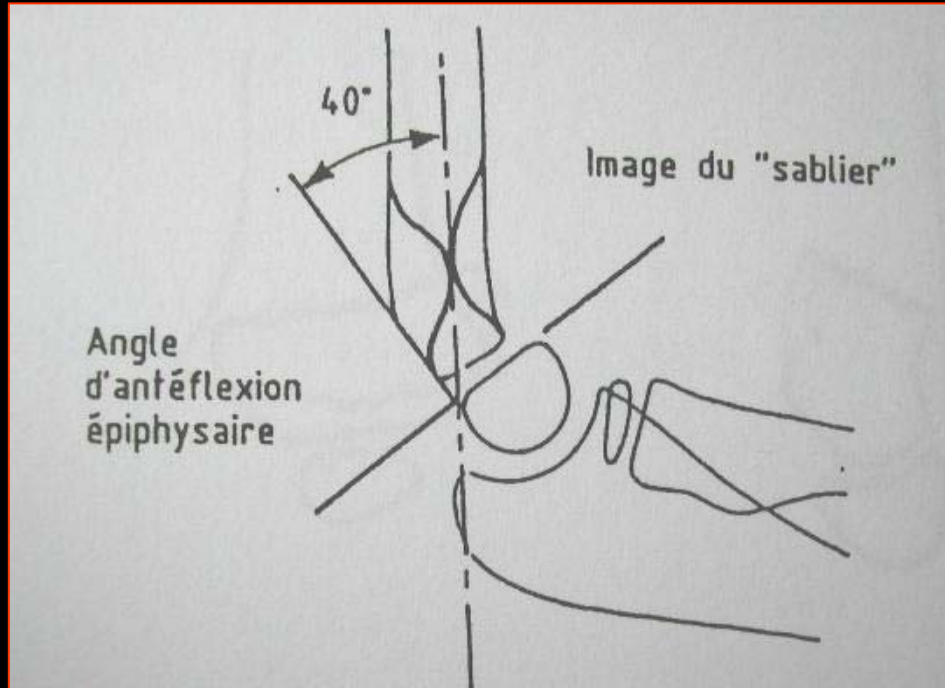 40°
Image du "sablier"
Angle
d'antéflexion
épiphysaire